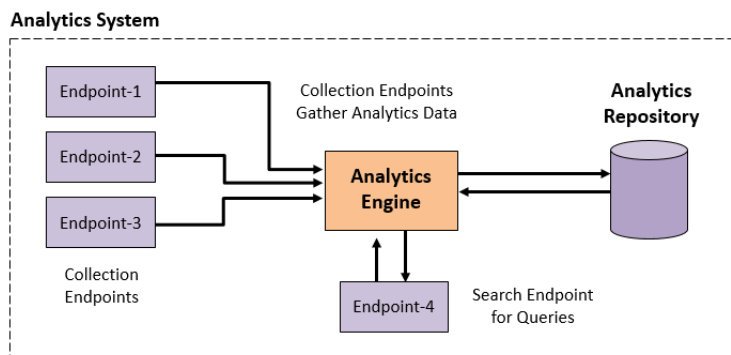 Analytics System
Endpoint-1
Endpoint-2
Endpoint-3
Collection
Endpoints
Collection Endpoints
Gather Analytics Data
Analytics
Engine
Endpoint-4
Search Endpoint
for Queries
Analytics
Repository